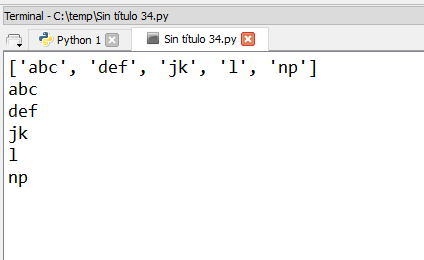 Terminal - C:\temp\Sin título 34.py
Python 1
Sin título 34.py
['abc', 'def', 'jk', 'l', 'np']
abc
def
jk
l
np